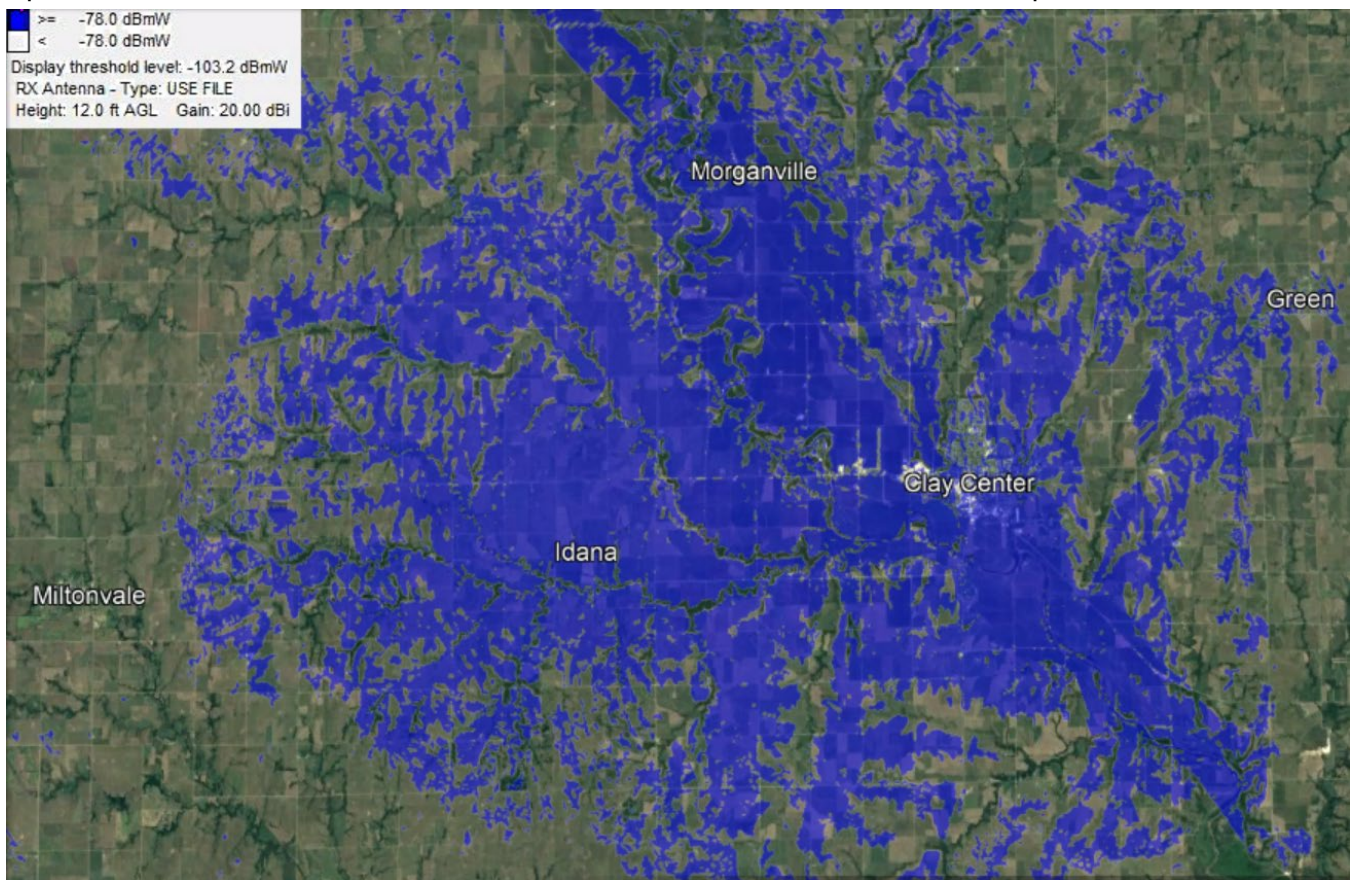 >= -78.0 dBmW
< -78.0 dBmW
Display threshold level: -103.2 dBmW
RX Antenna - Type: USE FILE
Height: 12.0 ft AGL Gain: 20.00 dBi
Morganville
Green
Clay Center
Idana
Miltonvale